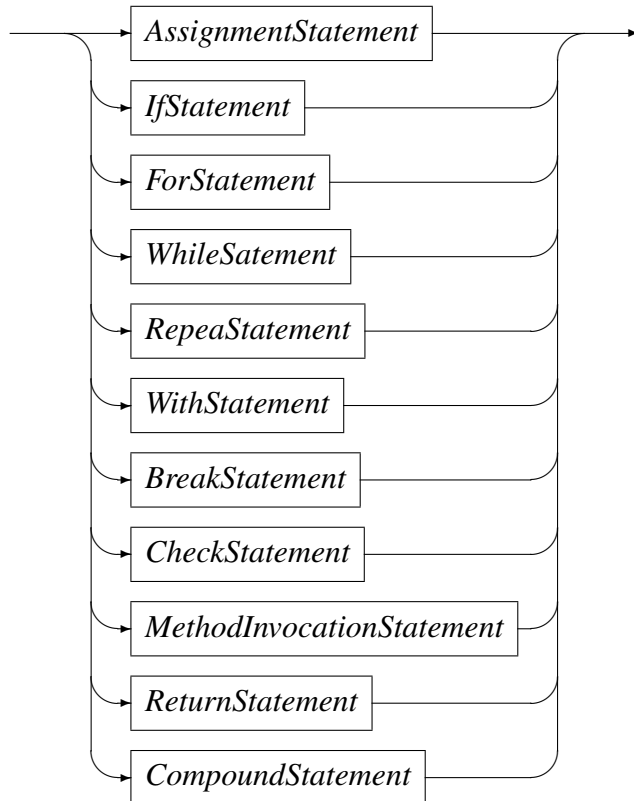 AssignmentStatement
IfStatement
ForStatement
WhileSatement
RepeaStatement
WithStatement
BreakStatement
CheckStatement
MethodInvocationStatement
ReturnStatement
CompoundStatement